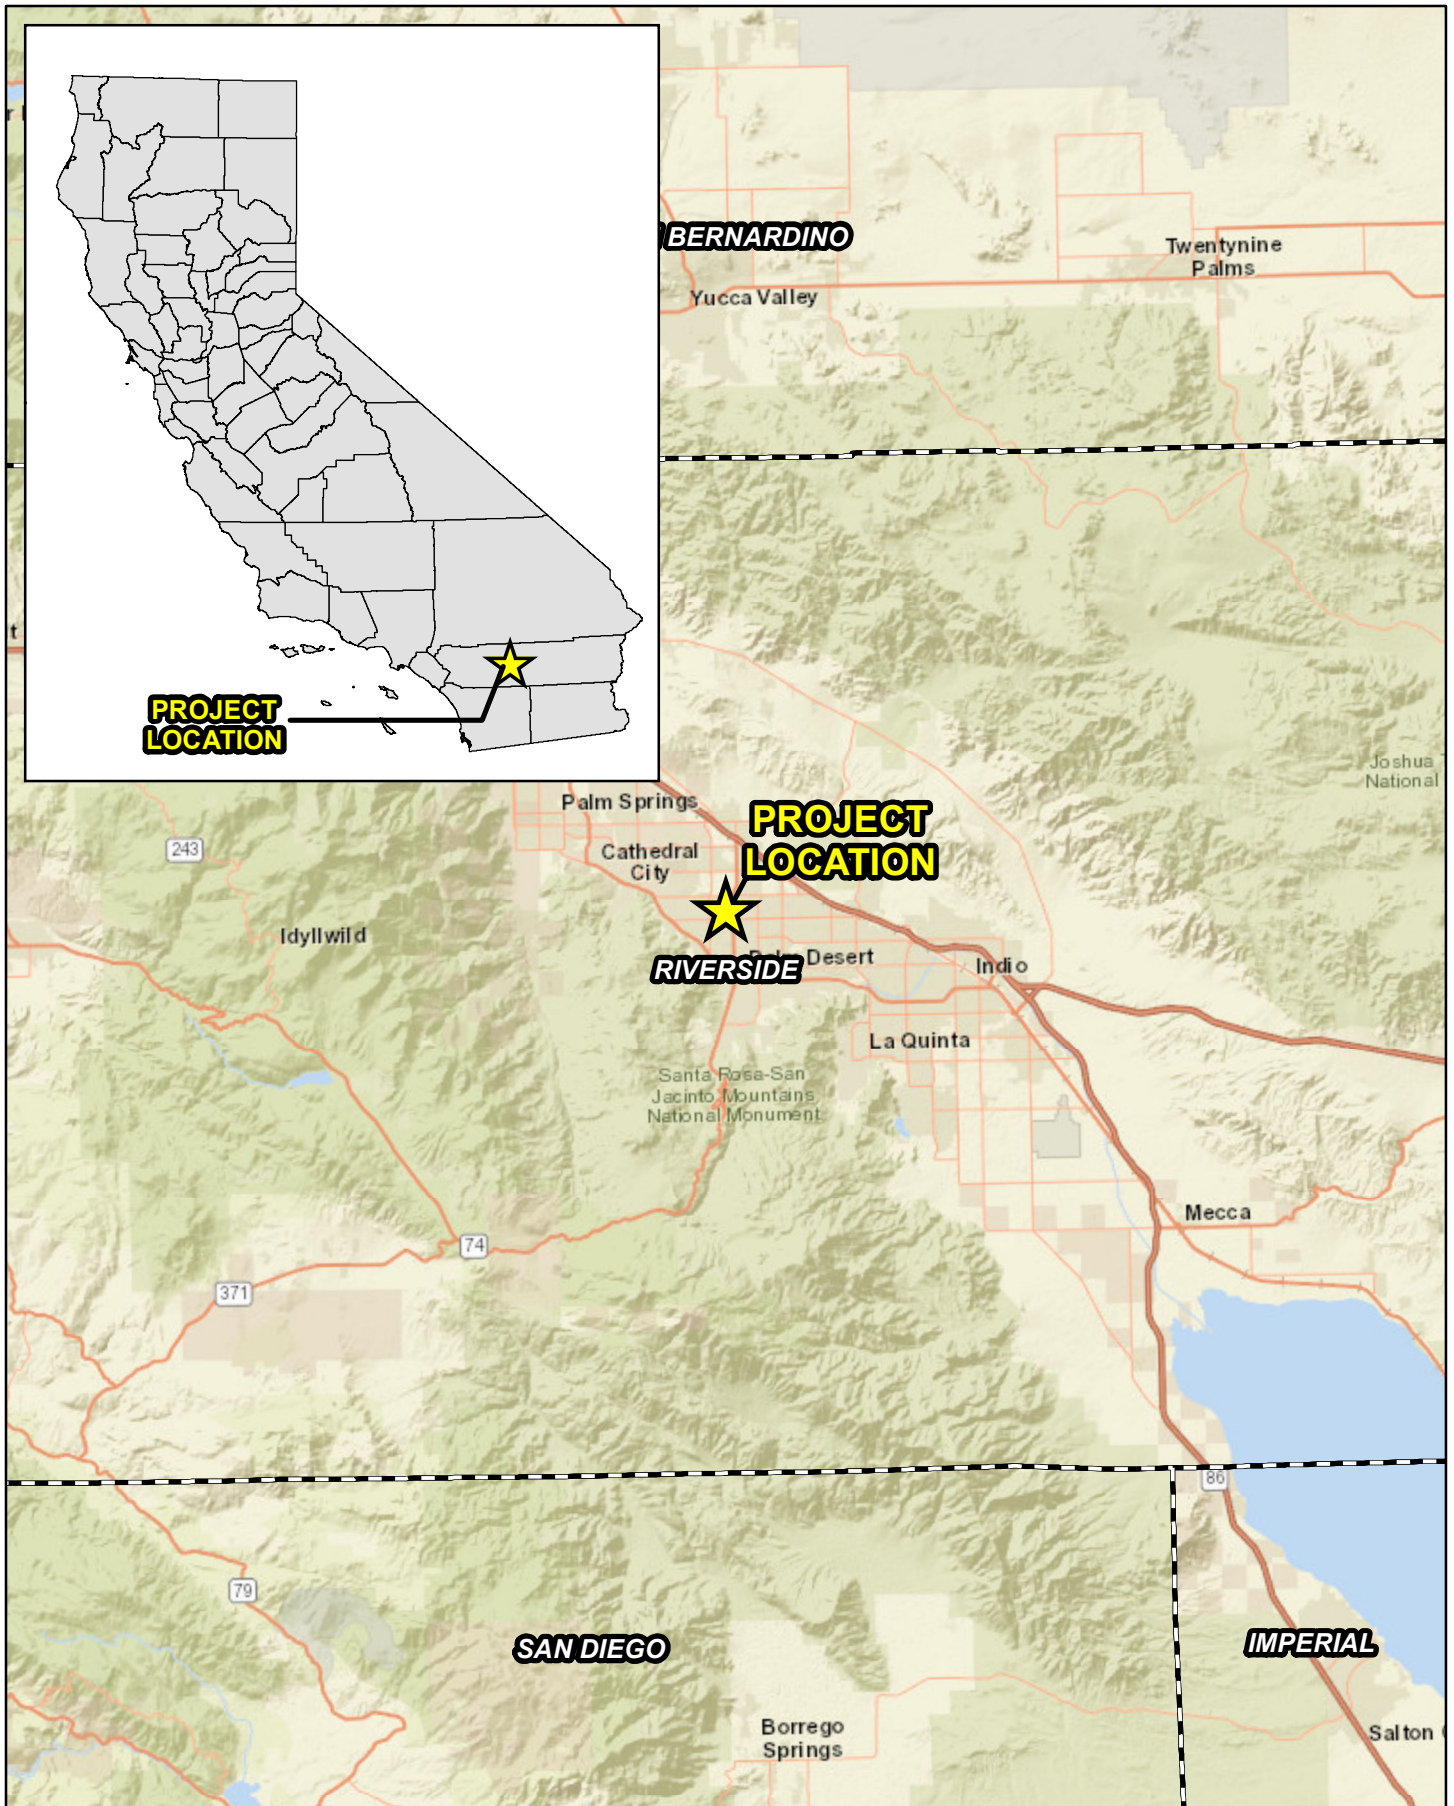 BERNARDINO
Twentynine
Palms
Yucca Valley
PROJECT
LOCATION
Joshua
National
Palm Springs
PROJECT
LOCATION
243
Cathedral
City
Idyllwild
Desert
RIVERSIDE
Indio
La Quinta
Santa Rosa-San
Jacinto Mountains
National Monument
Mecca
74
371
86
79
SAN DIEGO
IMPERIAL
Borrego
Springs
Salton